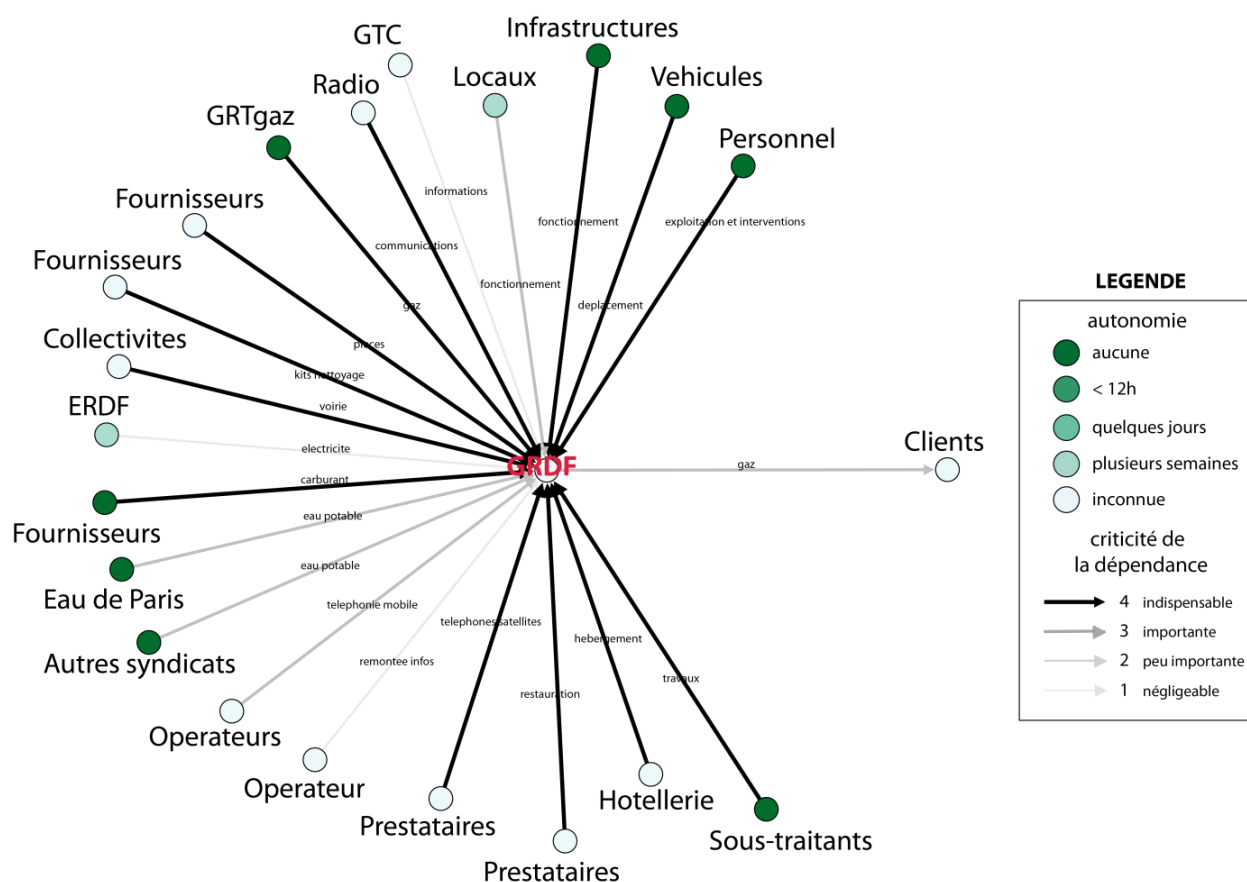 Infrastructures
GTC
Locaux
Vehicules
Radio
GRTgaz
Personnel
Fournisseurs
informations
fonctionnement
exploitation et interventions
communications
Fournisseurs
fonctionnement
gaz
deplacement
Collectivites
pieces
kits nettoyage
voirie
ERDF
electricite
GRDF
gaz
Clients
carburant
Fournisseurs
eau potable
Eau de Paris
eau potable
Autres syndicats
telephonie mobile
telephones satellites
hebergement
remontee infos
travaux
restauration
Operateurs
Operateur
Prestataires
Hotellerie
Sous-traitants
Prestataires
LEGENDE
autonomie
aucune
< 12h
quelques jours
plusieurs semaines
inconnue
criticité de
la dépendance
4 indispensable
3 importante
2 peu importante
1 négligeable